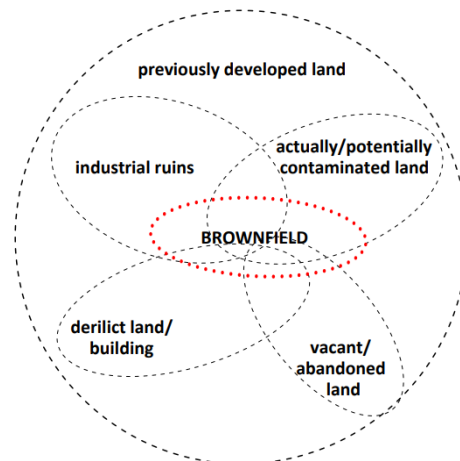 previously developed land
actually/potentially
contaminated land
industrial ruins
BROWNFIELD
derilict land/
building
vacant/
abandoned
land